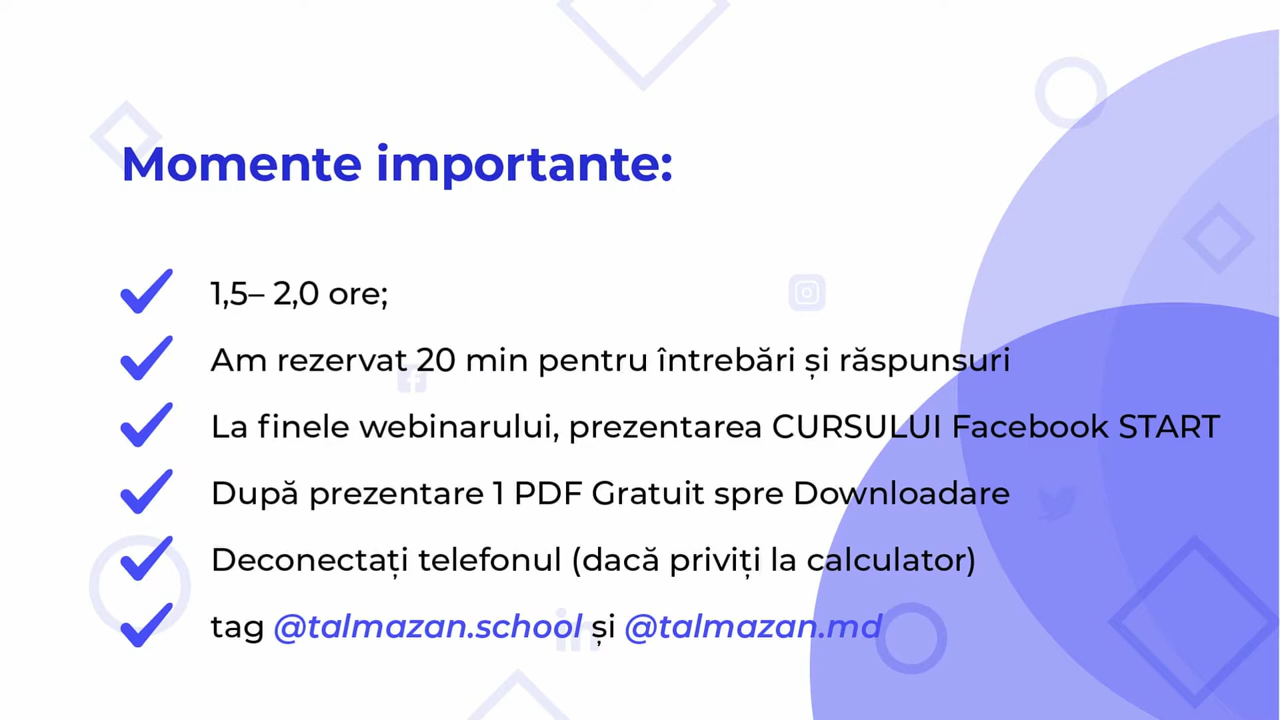 Momente importante:
1,5– 2,0 ore;
Am rezervat 20 min pentru întrebări și răspunsuri
La finele webinarului, prezentarea CURSULUI Facebook START
După prezentare 1 PDF Gratuit spre Downloadare
Deconectați telefonul (dacă priviți la calculator)
tag @talmazan.school și @talmazan.md